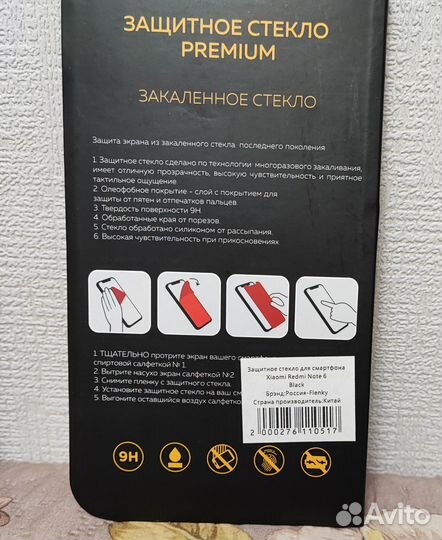 ЗАЩИТНОЕ СТЕКЛО
PREMIUM
ЗАКАЛЕННОЕ СТЕКЛО
Защита экрана из закаленного стекла последнего поколения
1. Защитное стекло сделано по технологии многоразового закаливания,
имеет отличную прозрачность, высокую чувствительность и приятное
тактильное ощущение.
2. Олеофобное покрытие - слой с покрытием для
защиты от пятен и отпечатков пальцев.
3. Твердость поверхности 9H
4. Обработанные края от порезов.
5. Стекло обработано силиконом от рассыпания.
6. Высокая чувствительность при прикосновениях
1. ТЩАТЕЛЬНО протрите экран вашего
спиртовой салфеткой № 1
2. Вытрите насухо экран салфеткой №2
3. Снимите пленку с защитного стекла.
4. Установите защитное стекло на ваш
5. Выгоните оставшийся воздух салфеткой
Защитное стекло для смартфона
Xiaomi Redmi Note 6
Black
Брэнд:Россия-Flenky
Страна производитель:Китай
2 000276 110517
9H
Avito